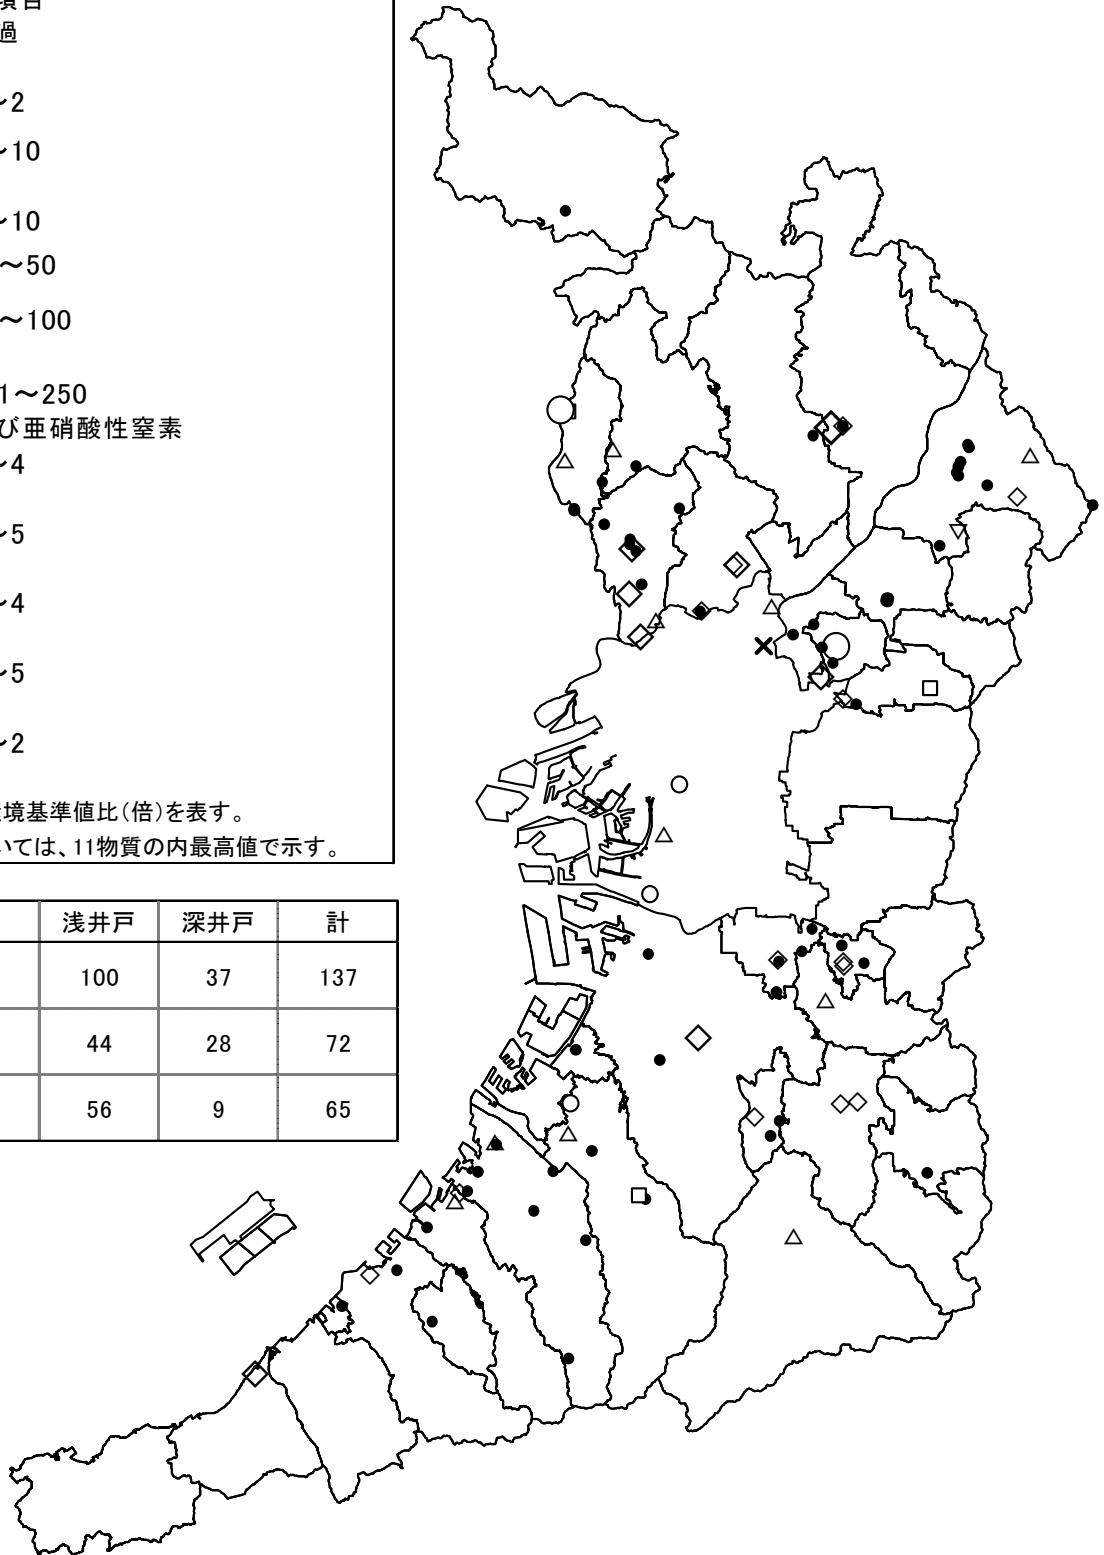 項目
過
~2
~10
~10
~50
~100
1~250
び亜硝酸性窒素
~4
~5
~4
~5
~2
境基準値比(倍)を表す。
いては、11物質の内最高値で示す。
浅井戸 深井戸 計
100 37 137
44 28 72
56 9 65